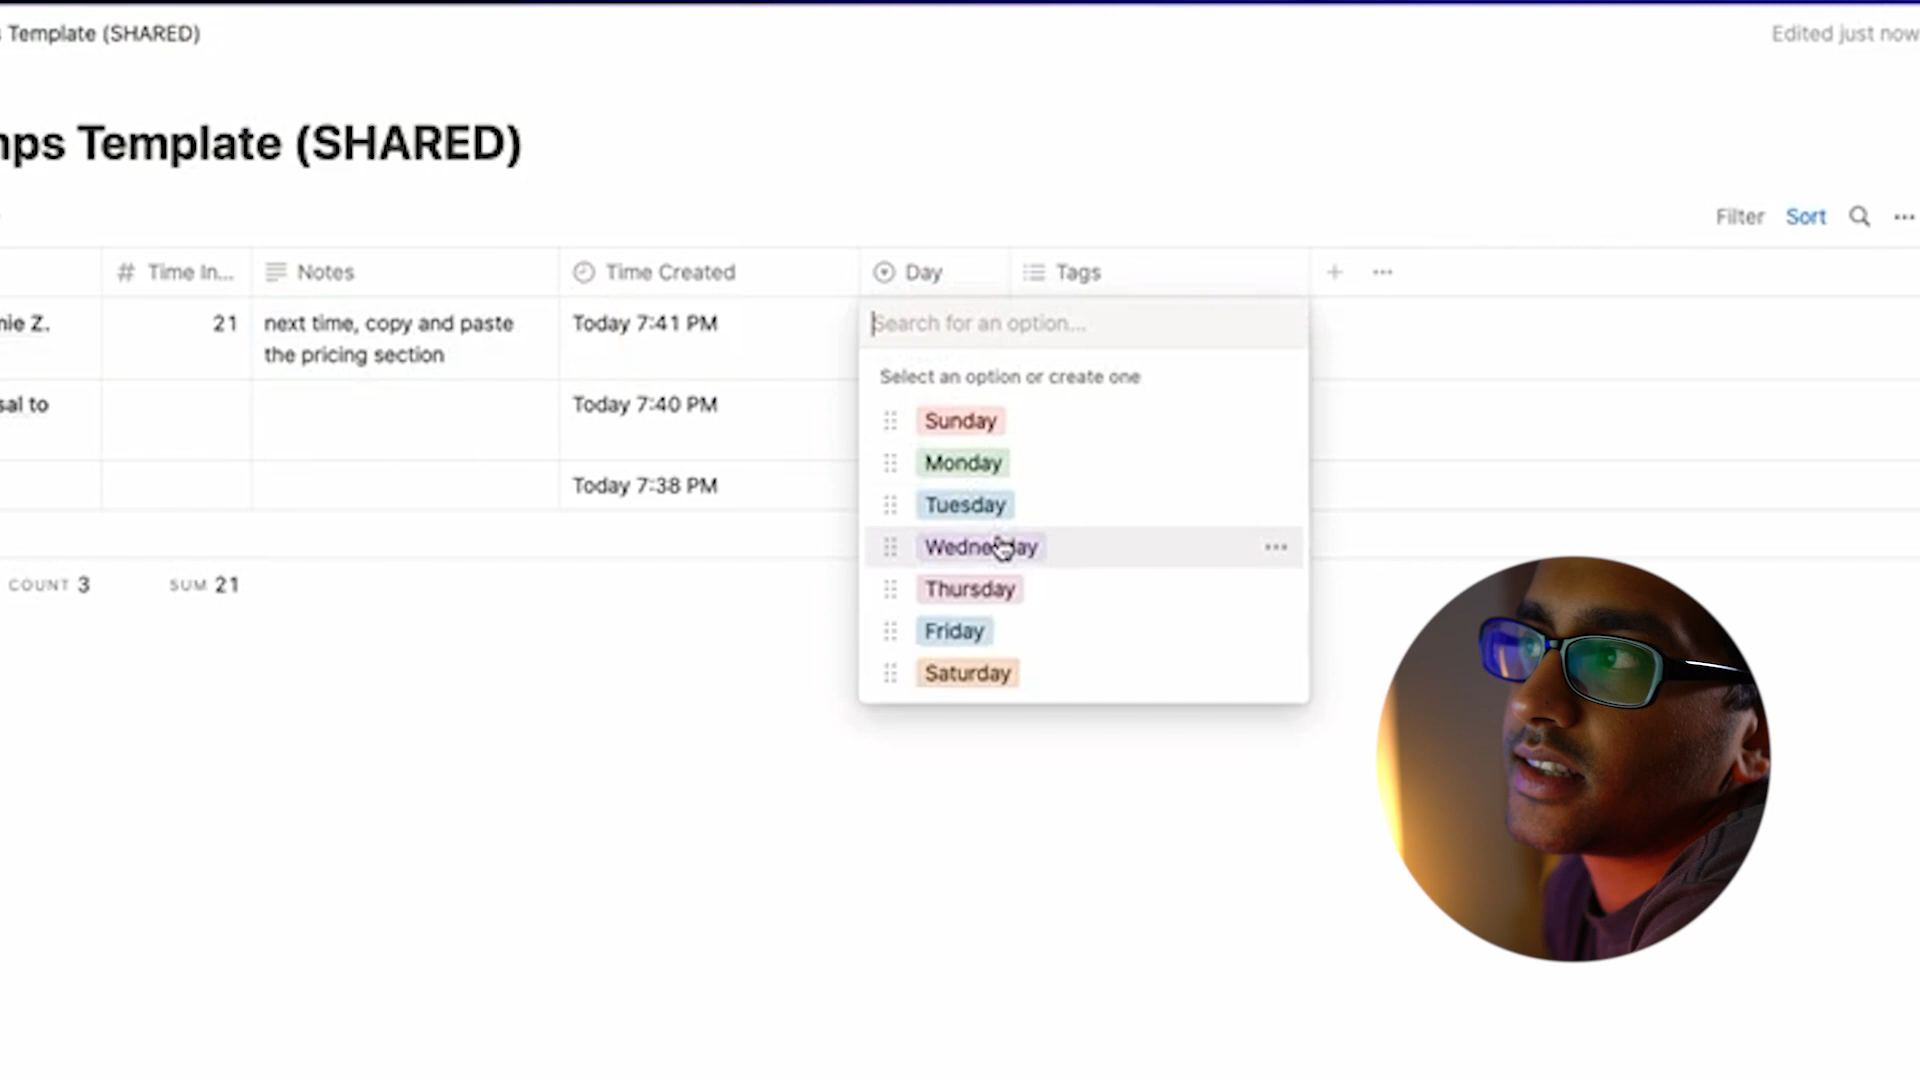 s Template (SHARED)
Edited just now
mps Template (SHARED)
Filter Sort
# Time In... Notes Time Created Day Tags
nie Z. 21 next time, copy and paste Today 7:41 PM Search for an option...
the pricing section
Select an option or create one
sal to Today 7:40 PM
Sunday
Monday
Today 7:38 PM
Tuesday
Wednesday
COUNT 3 SUM 21
Thursday
Friday
Saturday